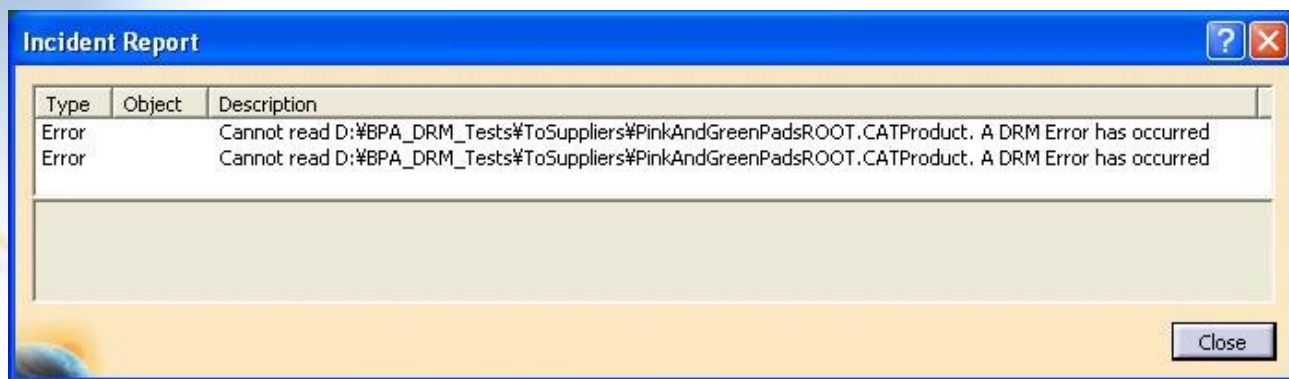 Incident Report
Type Object Description
Error Cannot read D:¥BPA_DRM_Tests¥ToSuppliers¥PinkAndGreenPadsROOT.CATProduct. A DRM Error has occurred
Error Cannot read D:¥BPA_DRM_Tests¥ToSuppliers¥PinkAndGreenPadsROOT.CATProduct. A DRM Error has occurred
Close